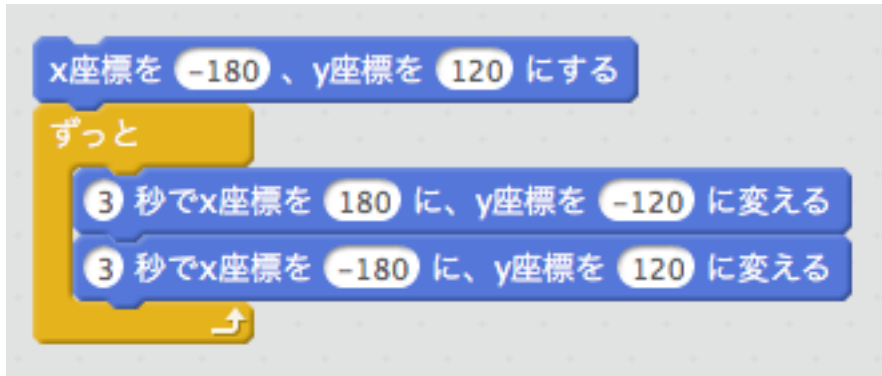 x座標を -180 、y座標を 120 にする
ずっと
3 秒でx座標を 180 に、y座標を -120 に変える
3 秒でx座標を -180 に、y座標を 120 に変える